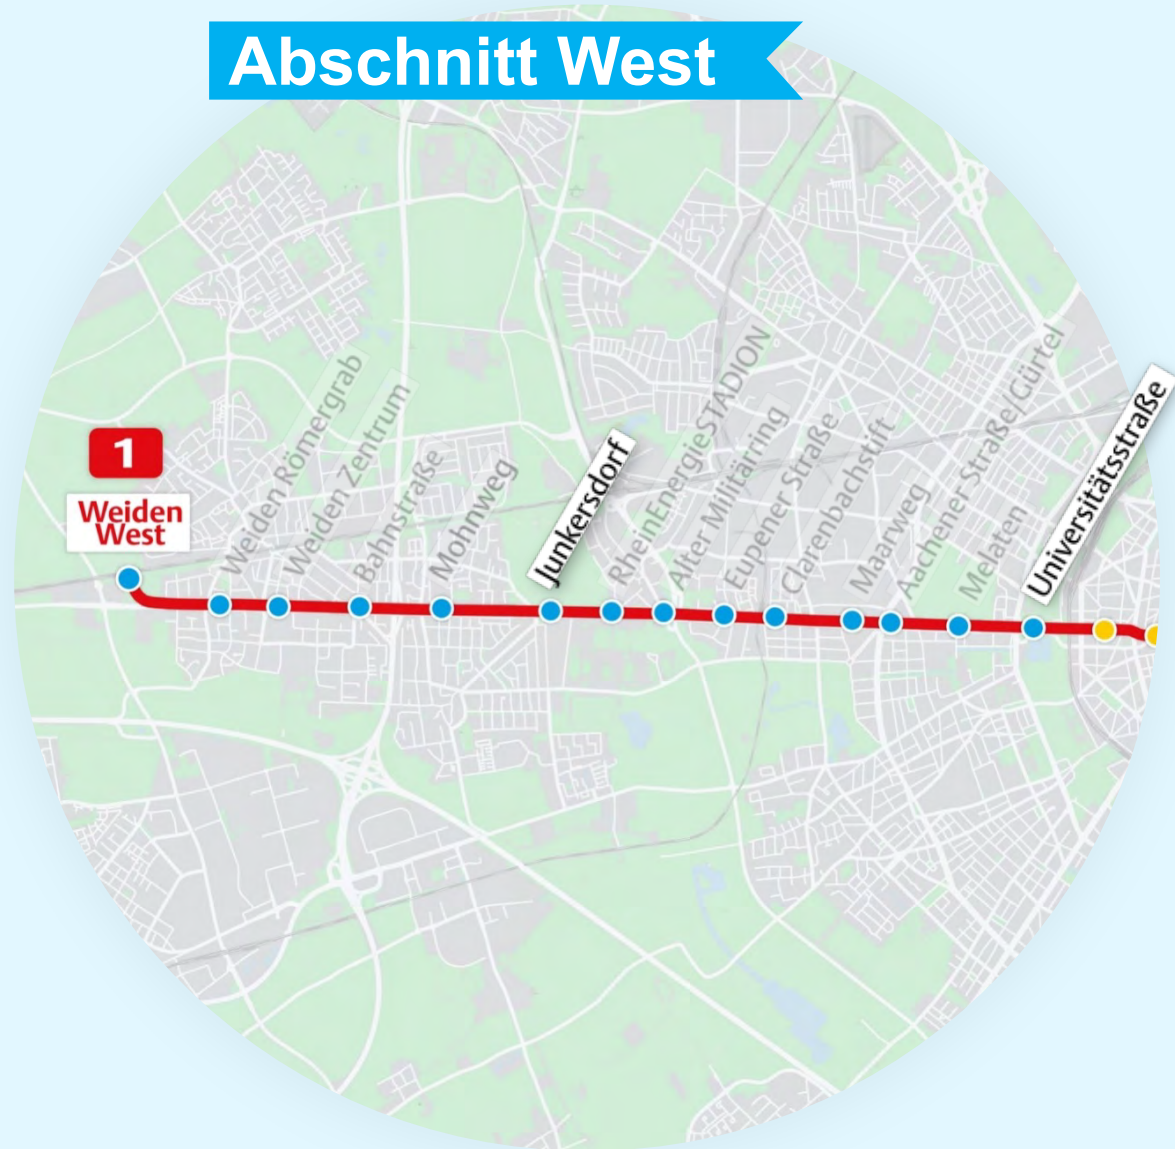 Abschnitt West
1
Weiden
West
Weiden Römergrab
Weiden Zentrum
Bahnstraße
Mohnweg
Junkersdorf
RheinEnergieSTADION
Alter Militärring
Eupener Straße
Clarenbachstift
Maarweg
Aachener Straße/Gürtel
Melaten
Universitätsstraße